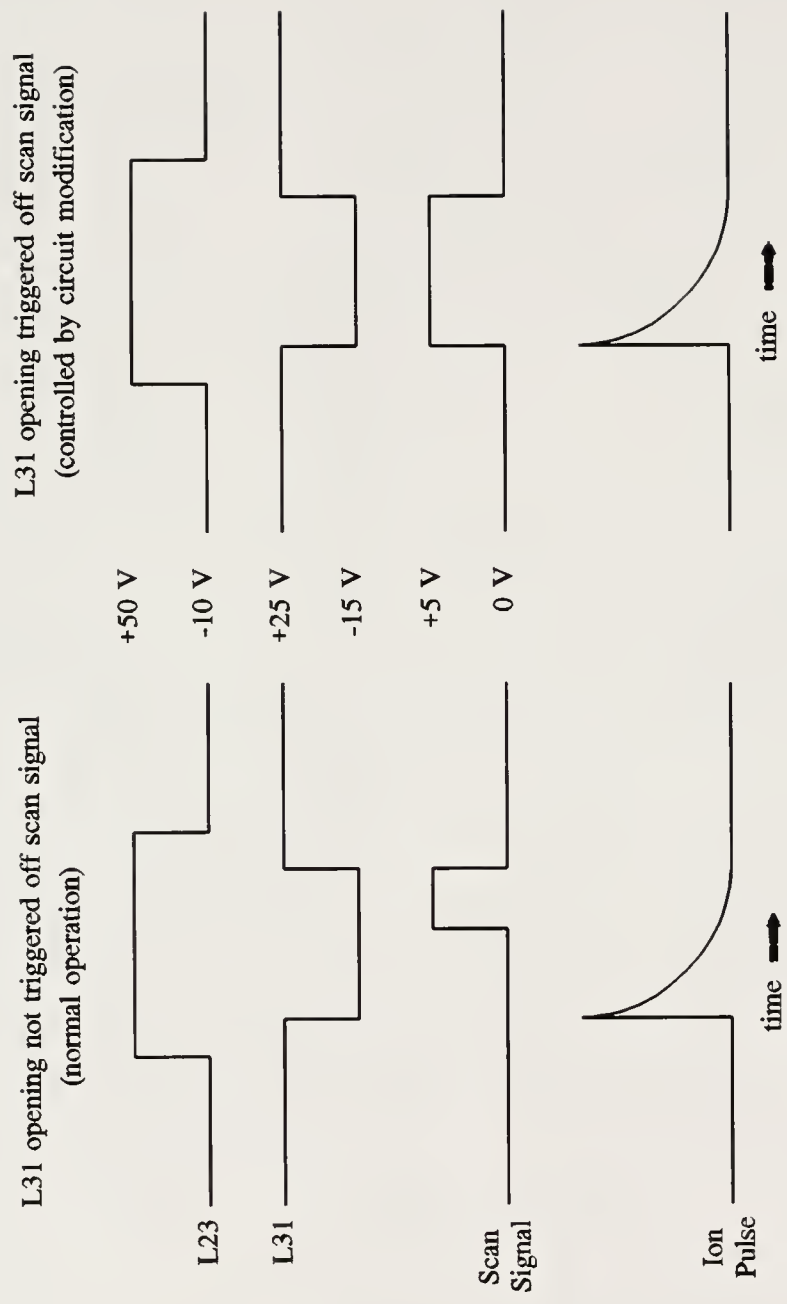 L31 opening not triggered off scan signal
(normal operation)
L31 opening triggered off scan signal
(controlled by circuit modification)
L23
+50 V
-10 V
L31
+25 V
-15 V
Scan
Signal
+5 V
0 V
Ion
Pulse
time
time